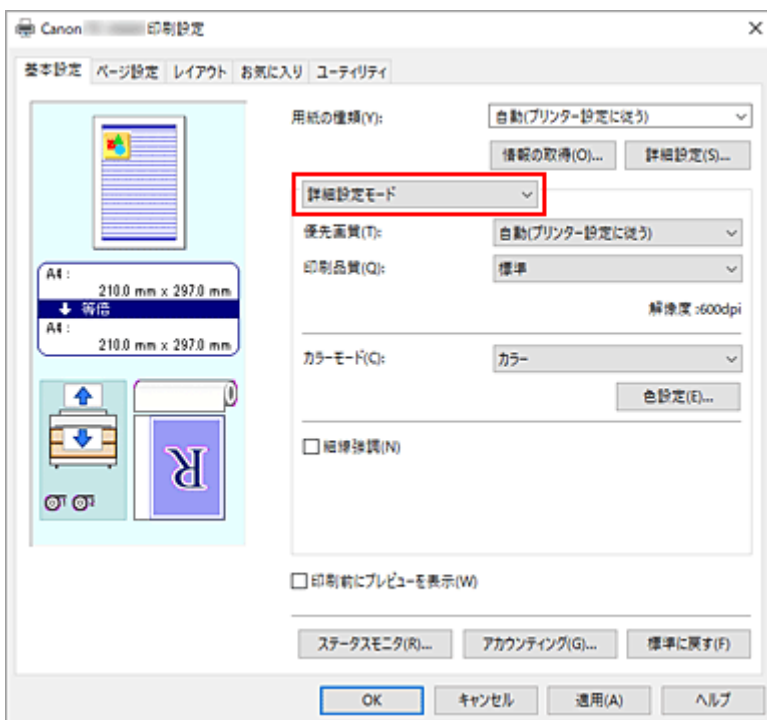 Canon 印刷設定
基本設定 ページ設定 レイアウト お気に入り ユーティリティ
用紙の種類(Y): 自動(プリンター設定に従う)
情報の取得(O)... 詳細設定(S)...
詳細設定モード
優先画質(T): 自動(プリンター設定に従う)
印刷品質(Q): 標準
解像度 :600dpi
カラーモード(C): カラー
色設定(E)...
細線強調(N)
A4 :
210.0 mm x 297.0 mm
等倍
A4 :
210.0 mm x 297.0 mm
R
印刷前にプレビューを表示(W)
ステータスモニタ(R)... アカウンティング(G)... 標準に戻す(F)
OK キャンセル 適用(A) ヘルプ